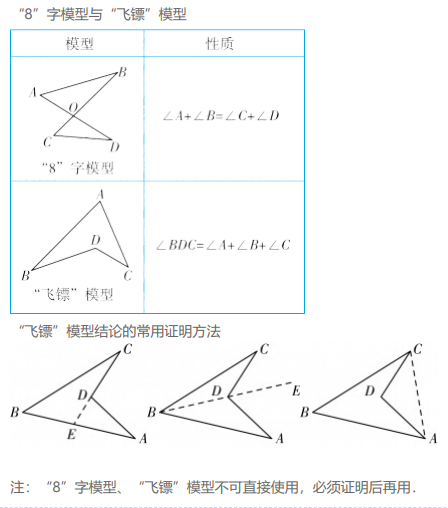 “8”字模型与“飞镖”模型
模型 性质
A B O C D
∠A+∠B=∠C+∠D
“8”字模型
A D B C
∠BDC=∠A+∠B+∠C
“飞镖”模型
“飞镖”模型结论的常用证明方法
C D B E A
C D E B A
C D B A
注：“8”字模型、“飞镖”模型不可直接使用，必须证明后再用．